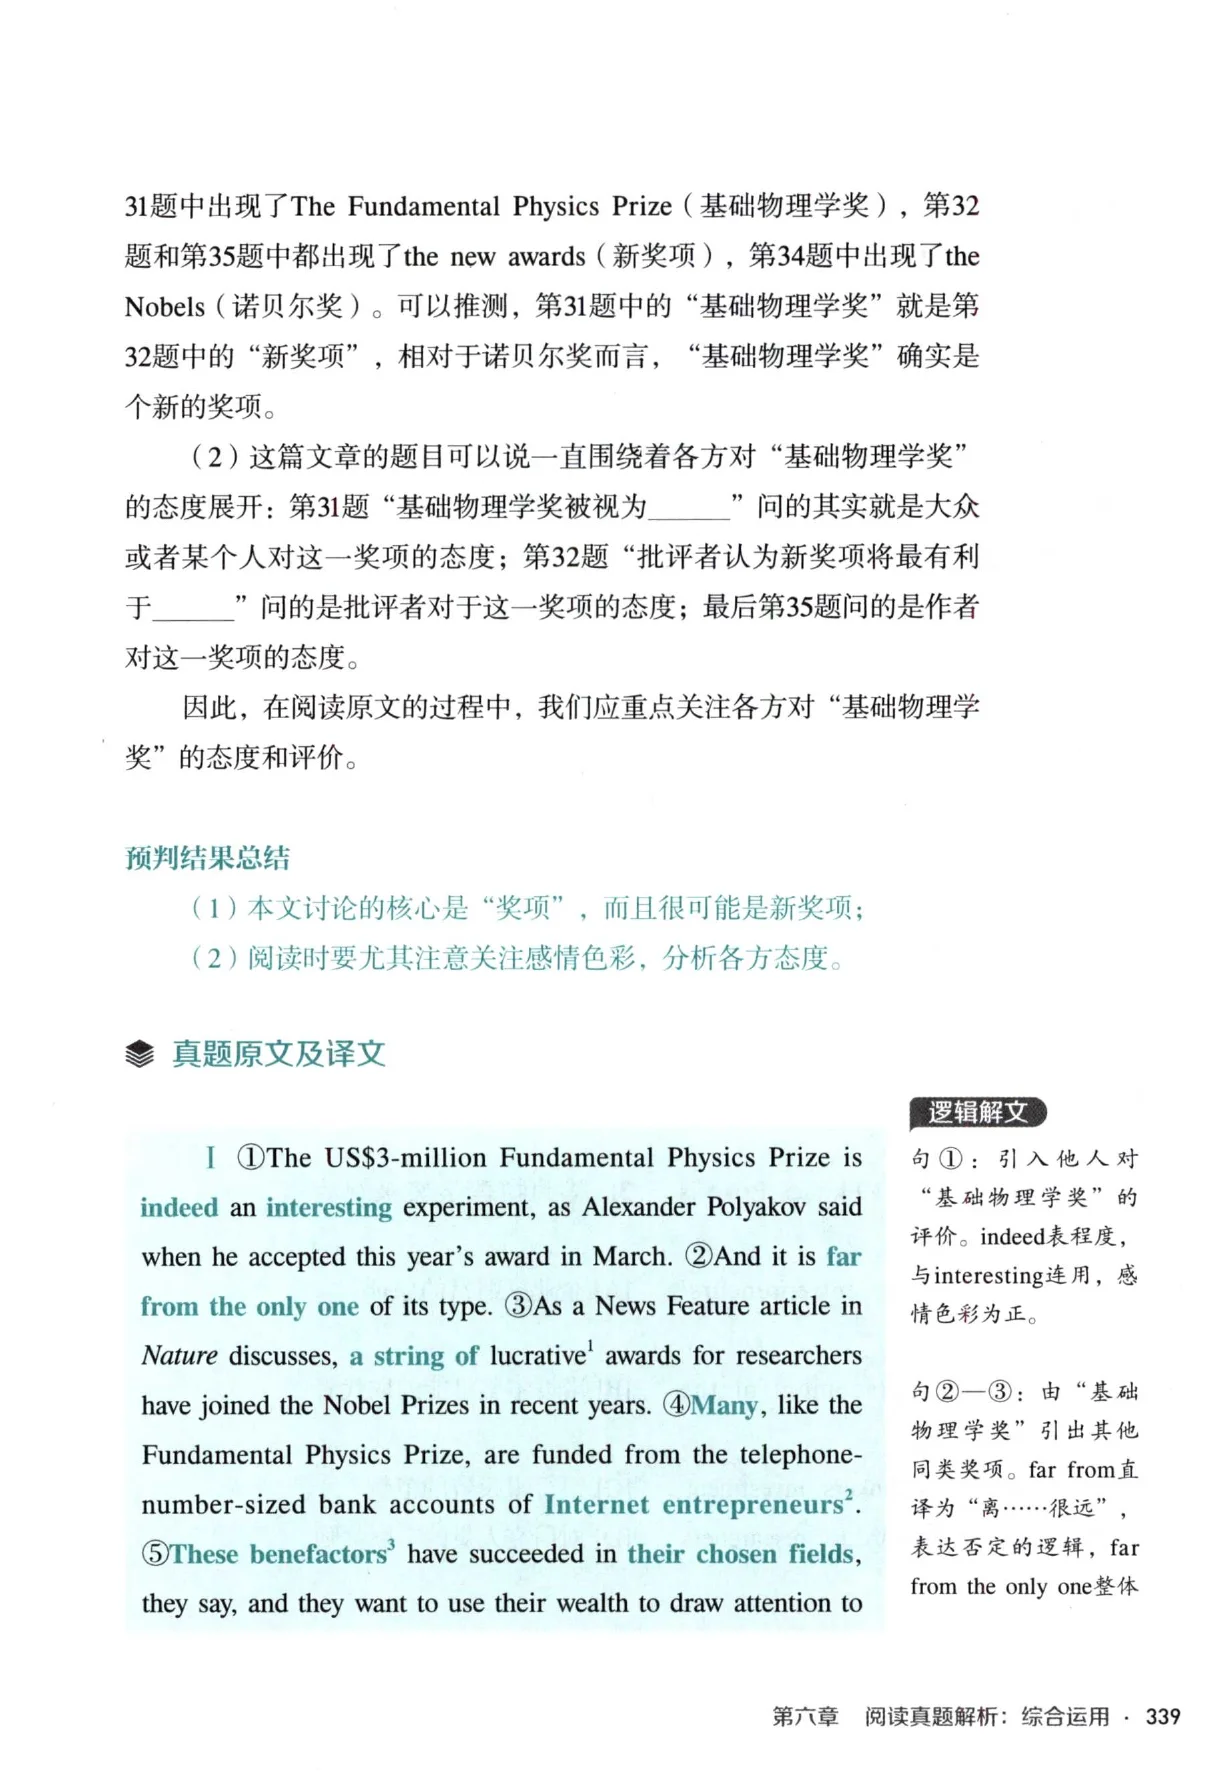 31题中出现了The Fundamental Physics Prize（基础物理学奖），第32
题和第35题中都出现了the new awards（新奖项），第34题中出现了the
Nobels（诺贝尔奖）。可以推测，第31题中的“基础物理学奖”就是第
32题中的“新奖项”，相对于诺贝尔奖而言，“基础物理学奖”确实是
个新的奖项。
（2）这篇文章的题目可以说一直围绕着各方对“基础物理学奖”
的态度展开：第31题“基础物理学奖被视为______”问的其实就是大众
或者某个人对这一奖项的态度；第32题“批评者认为新奖项将最有利
于______”问的是批评者对于这一奖项的态度；最后第35题问的是作者
对这一奖项的态度。
因此，在阅读原文的过程中，我们应重点关注各方对“基础物理学
奖”的态度和评价。
预判结果总结
（1）本文讨论的核心是“奖项”，而且很可能是新奖项；
（2）阅读时要尤其注意关注感情色彩，分析各方态度。
真题原文及译文
I ①The US$3-million Fundamental Physics Prize is
indeed an interesting experiment, as Alexander Polyakov said
when he accepted this year’s award in March. ②And it is far
from the only one of its type. ③As a News Feature article in
Nature discusses, a string of lucrative¹ awards for researchers
have joined the Nobel Prizes in recent years. ④Many, like the
Fundamental Physics Prize, are funded from the telephone-
number-sized bank accounts of Internet entrepreneurs².
⑤These benefactors³ have succeeded in their chosen fields,
they say, and they want to use their wealth to draw attention to
逻辑解文
句①：引入他人对
“基础物理学奖”的
评价。indeed表程度，
与interesting连用，感
情色彩为正。
句②—③：由“基础
物理学奖”引出其他
同类奖项。far from直
译为“离……很远”，
表达否定的逻辑，far
from the only one整体
第六章 阅读真题解析：综合运用 · 339